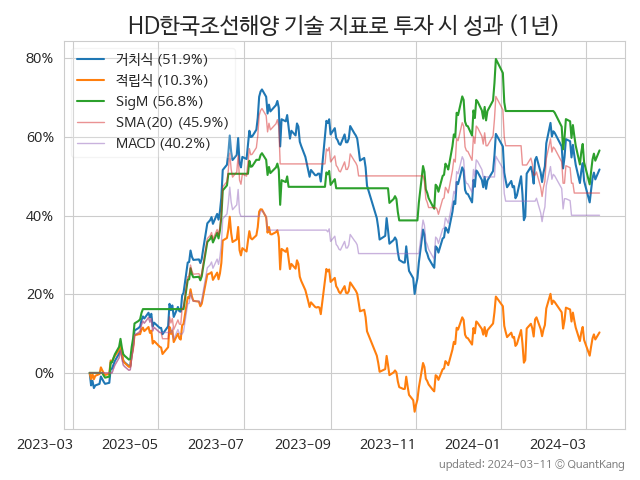 HD한국조선해양 기술 지표로 투자 시 성과 (1년)
80%
60%
40%
20%
0%
거치식 (51.9%)
적립식 (10.3%)
SigM (56.8%)
SMA(20) (45.9%)
MACD (40.2%)
2023-03 2023-05 2023-07 2023-09 2023-11 2024-01 2024-03
updated: 2024-03-11 © QuantKang